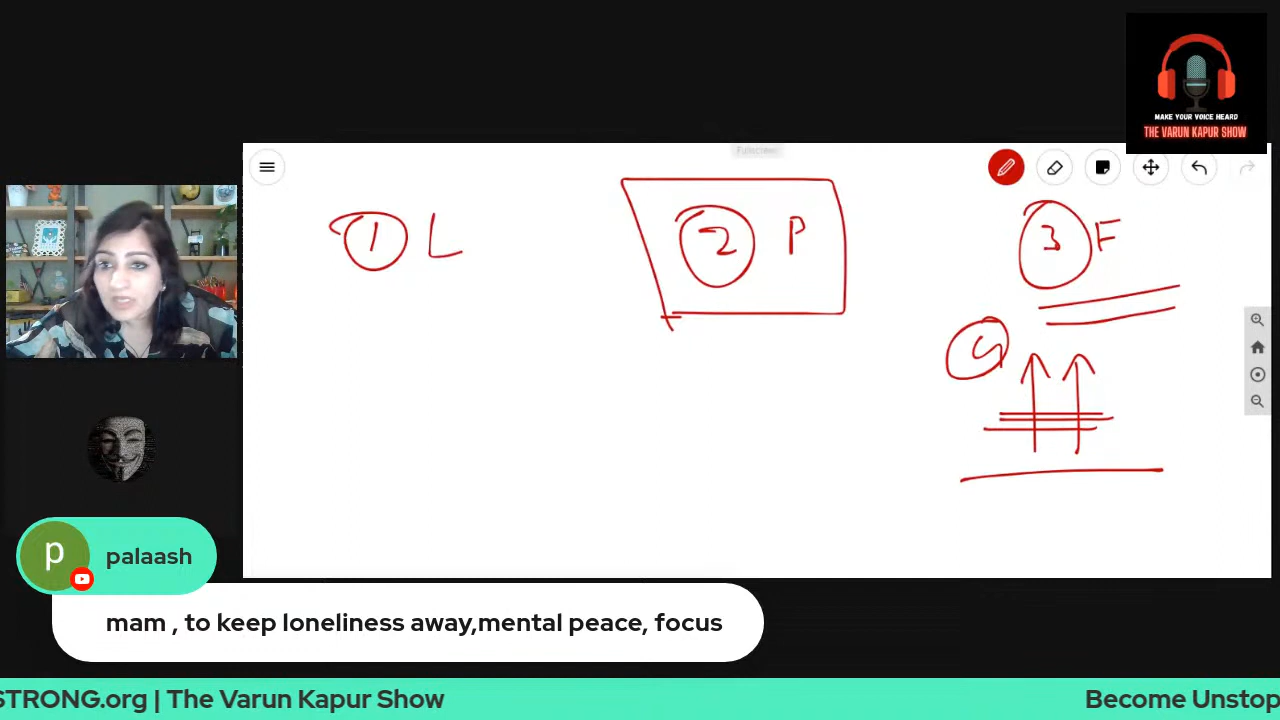 MAKE YOUR VOICE HEARD
THE VARUN KAPUR SHOW
Fullscreen
1 L
2 P
3 F
G
p
palaash
mam , to keep loneliness away,mental peace, focus
STRONG.org | The Varun Kapur Show
Become Unstop